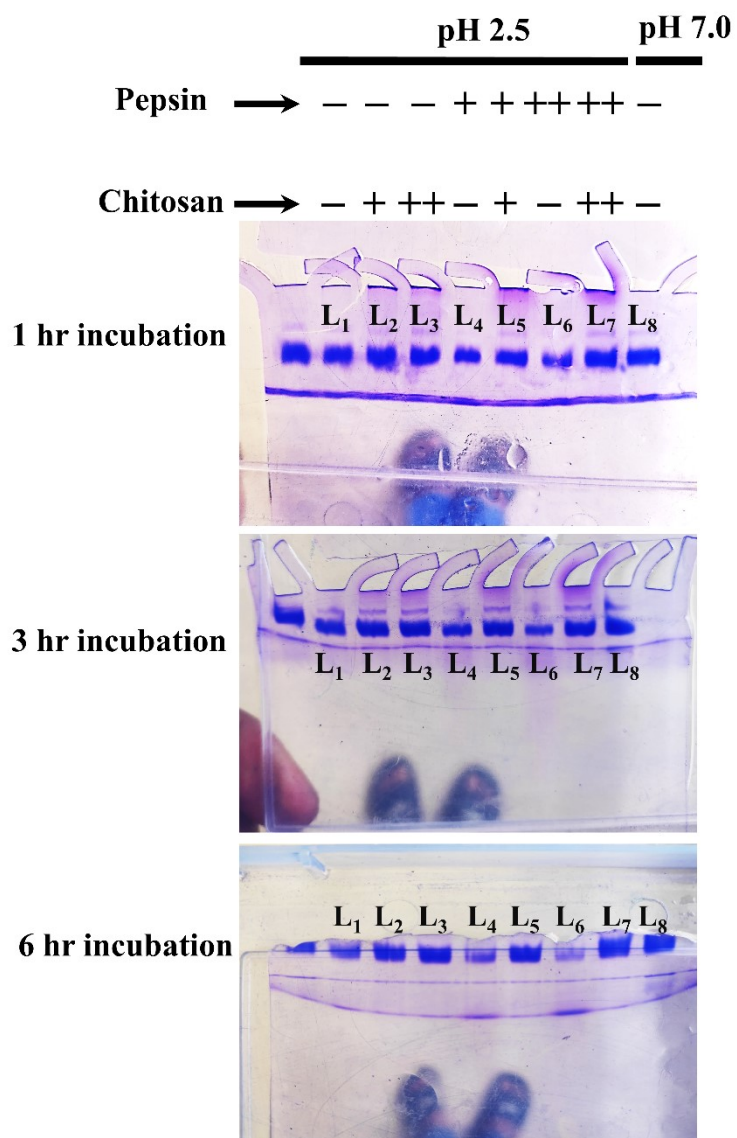 pH 2.5 pH 7.0
Pepsin – – – + + ++ ++ –
Chitosan – + ++ – + – ++ –
1 hr incubation
L₁ L₂ L₃ L₄ L₅ L₆ L₇ L₈
3 hr incubation
L₁ L₂ L₃ L₄ L₅ L₆ L₇ L₈
6 hr incubation
L₁ L₂ L₃ L₄ L₅ L₆ L₇ L₈